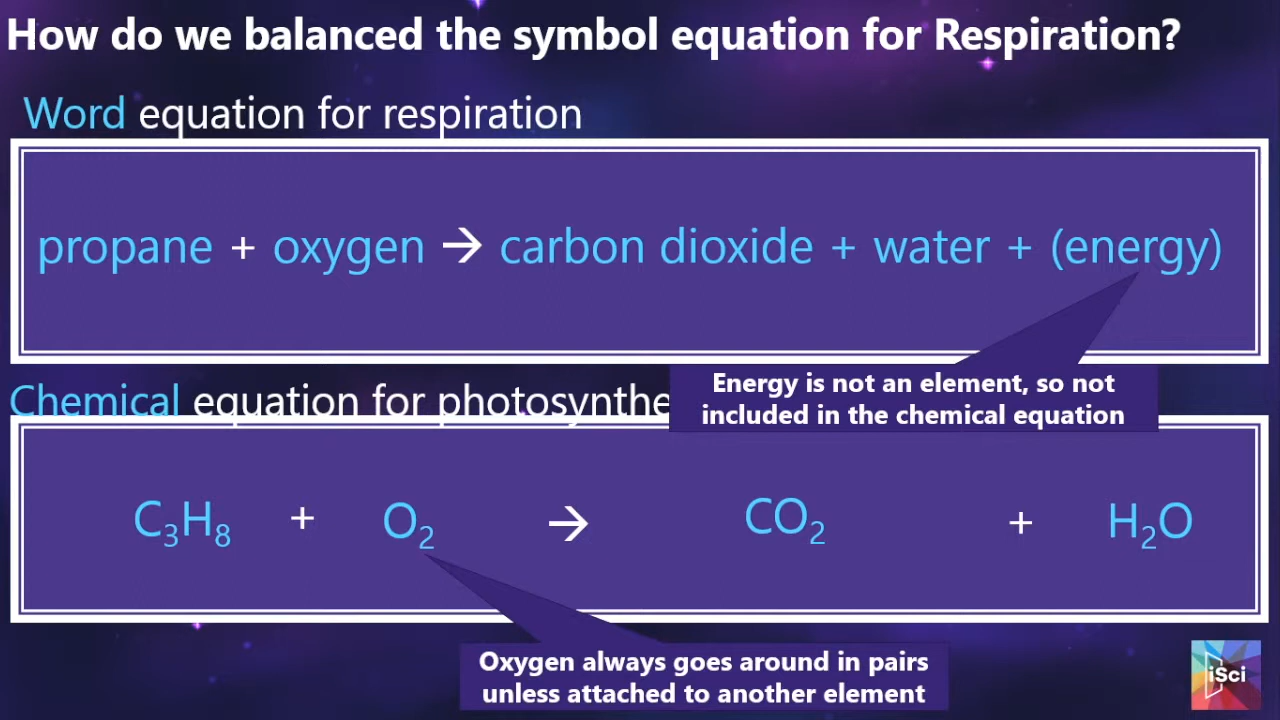 How do we balanced the symbol equation for Respiration?
Word equation for respiration
propane + oxygen → carbon dioxide + water + (energy)
Energy is not an element, so not
included in the chemical equation
Chemical equation for
C₃H₈ + O₂ → CO₂ + H₂O
Oxygen always goes around in pairs
unless attached to another element
iSci